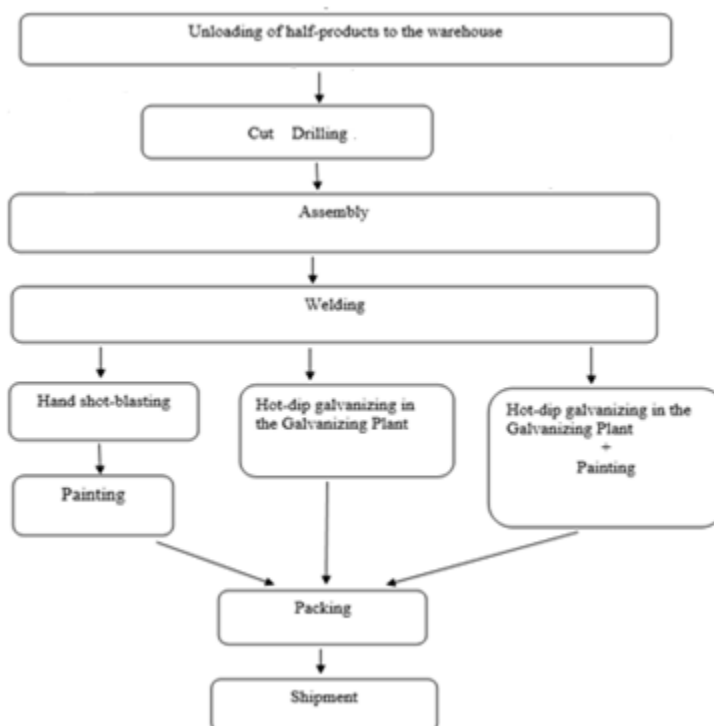 Unloading of half-products to the warehouse
Cut Drilling .
Assembly
Welding
Hand shot-blasting
Hot-dip galvanizing in
the Galvanizing Plant
Hot-dip galvanizing in the
Galvanizing Plant
+
Painting
Painting
Packing
Shipment